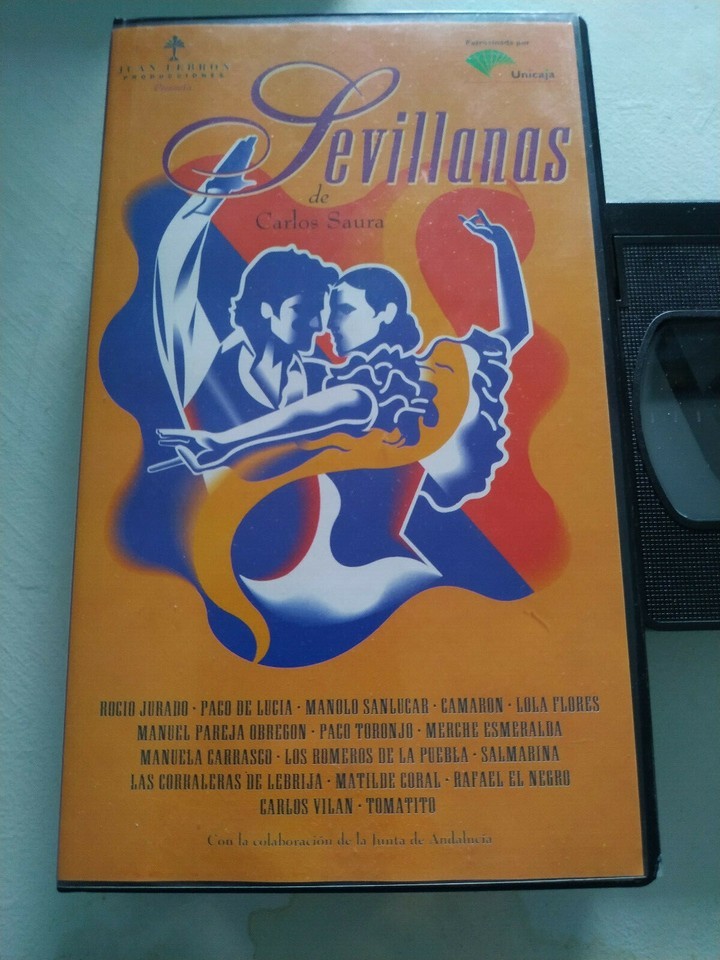 JUAN LEBRON
PRODUCCIONES
Presenta
Patrocinada por
Unicaja
Sevillanas
de
Carlos Saura
ROCIO JURADO · PACO DE LUCIA · MANOLO SANLUCAR · CAMARON · LOLA FLORES
MANUEL PAREJA OBREGON · PACO TORONJO · MERCHE ESMERALDA
MANUELA CARRASCO · LOS ROMEROS DE LA PUEBLA · SALMARINA
LAS CORRALERAS DE LEBRIJA · MATILDE CORAL · RAFAEL EL NEGRO
CARLOS VILAN · TOMATITO
Con la colaboración de la Junta de Andalucía